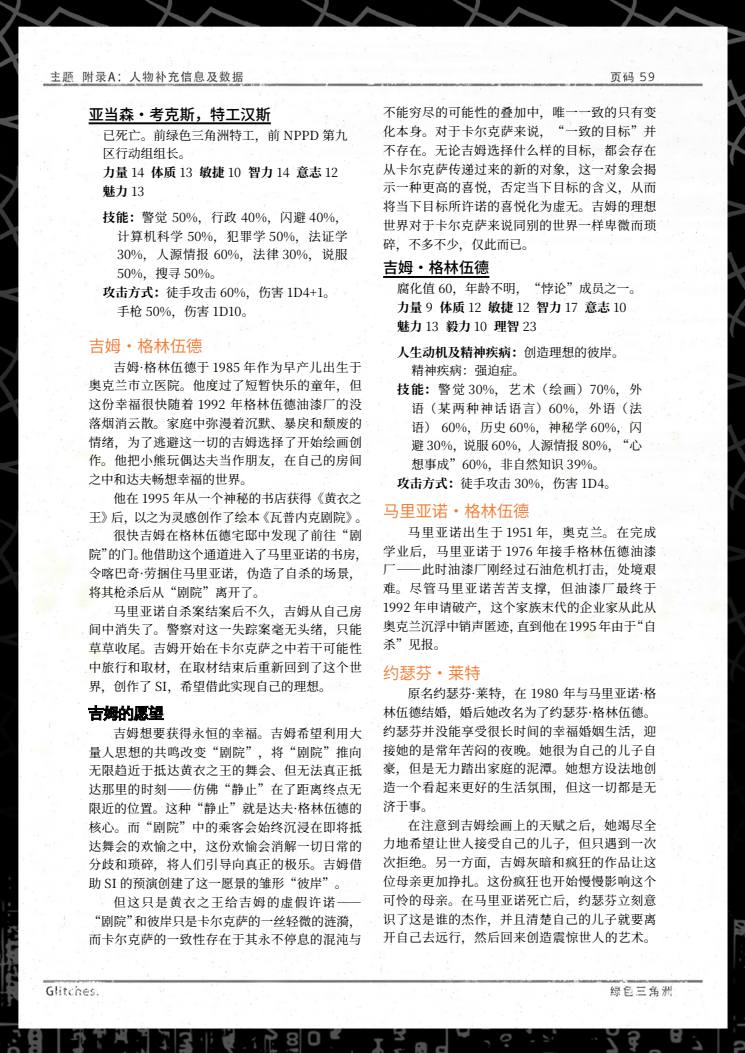 主题 附录A：人物补充信息及数据
页码 59
亚当森·考克斯，特工汉斯
已死亡。前绿色三角洲特工，前 NPPD 第九
区行动组组长。
力量 14 体质 13 敏捷 10 智力 14 意志 12
魅力 13
技能：警觉 50%，行政 40%，闪避 40%，
计算机科学 50%，犯罪学 50%，法证学
30%，人源情报 60%，法律 30%，说服
50%，搜寻 50%。
攻击方式：徒手攻击 60%，伤害 1D4+1。
手枪 50%，伤害 1D10。
吉姆·格林伍德
吉姆·格林伍德于 1985 年作为早产儿出生于
奥克兰市立医院。他度过了短暂快乐的童年，但
这份幸福很快随着 1992 年格林伍德油漆厂的没
落烟消云散。家庭中弥漫着沉默、暴戾和颓废的
情绪，为了逃避这一切的吉姆选择了开始绘画创
作。他把小熊玩偶达夫当作朋友，在自己的房间
之中和达夫畅想幸福的世界。
他在 1995 年从一个神秘的书店获得《黄衣之
王》后，以之为灵感创作了绘本《瓦普内克剧院》。
很快吉姆在格林伍德宅邸中发现了前往“剧
院”的门。他借助这个通道进入了马里亚诺的书房，
令喀巴奇·劳捆住马里亚诺，伪造了自杀的场景，
将其枪杀后从“剧院”离开了。
马里亚诺自杀案结案后不久，吉姆从自己房
间中消失了。警察对这一失踪案毫无头绪，只能
草草收尾。吉姆开始在卡尔克萨之中若干可能性
中旅行和取材，在取材结束后重新回到了这个世
界，创作了 SI，希望借此实现自己的理想。
吉姆的愿望
吉姆想要获得永恒的幸福。吉姆希望利用大
量人思想的共鸣改变“剧院”，将“剧院”推向
无限趋近于抵达黄衣之王的舞会、但无法真正抵
达那里的时刻——仿佛“静止”在了距离终点无
限近的位置。这种“静止”就是达夫·格林伍德的
核心。而“剧院”中的乘客会始终沉浸在即将抵
达舞会的欢愉之中，这份欢愉会消解一切日常的
分歧和琐碎，将人们引导向真正的极乐。吉姆借
助 SI 的预演创建了这一愿景的雏形“彼岸”。
但这只是黄衣之王给吉姆的虚假许诺——
“剧院”和彼岸只是卡尔克萨的一丝轻微的涟漪，
而卡尔克萨的一致性存在于其永不停息的混沌与
不能穷尽的可能性的叠加中，唯一一致的只有变
化本身。对于卡尔克萨来说，“一致的目标”并
不存在。无论吉姆选择什么样的目标，都会存在
从卡尔克萨传递过来的新的对象，这一对象会揭
示一种更高的喜悦，否定当下目标的含义，从而
将当下目标所许诺的喜悦化为虚无。吉姆的理想
世界对于卡尔克萨来说同别的世界一样卑微而琐
碎，不多不少，仅此而已。
吉姆·格林伍德
腐化值 60，年龄不明，“悖论”成员之一。
力量 9 体质 12 敏捷 12 智力 17 意志 10
魅力 13 毅力 10 理智 23
人生动机及精神疾病：创造理想的彼岸。
精神疾病：强迫症。
技能：警觉 30%，艺术（绘画）70%，外
语（某两种神话语言）60%，外语（法
语） 60%，历史 60%，神秘学 60%，闪
避 30%，说服 60%，人源情报 80%，“心
想事成”60%，非自然知识 39%。
攻击方式：徒手攻击 30%，伤害 1D4。
马里亚诺·格林伍德
马里亚诺出生于 1951 年，奥克兰。在完成
学业后，马里亚诺于 1976 年接手格林伍德油漆
厂——此时油漆厂刚经过石油危机打击，处境艰
难。尽管马里亚诺苦苦支撑，但油漆厂最终于
1992 年申请破产，这个家族末代的企业家从此从
奥克兰沉浮中销声匿迹，直到他在 1995 年由于“自
杀”见报。
约瑟芬·莱特
原名约瑟芬·莱特，在 1980 年与马里亚诺·格
林伍德结婚，婚后她改名为了约瑟芬·格林伍德。
约瑟芬并没能享受很长时间的幸福婚姻生活，迎
接她的是常年苦闷的夜晚。她很为自己的儿子自
豪，但是无力踏出家庭的泥潭。她想方设法地创
造一个看起来更好的生活氛围，但这一切都是无
济于事。
在注意到吉姆绘画上的天赋之后，她竭尽全
力地希望让世人接受自己的儿子，但只遇到一次
次拒绝。另一方面，吉姆灰暗和疯狂的作品让这
位母亲更加挣扎。这份疯狂也开始慢慢影响这个
可怜的母亲。在马里亚诺死亡后，约瑟芬立刻意
识了这是谁的杰作，并且清楚自己的儿子就要离
开自己去远行，然后回来创造震惊世人的艺术。
Glitches.
绿色三角洲